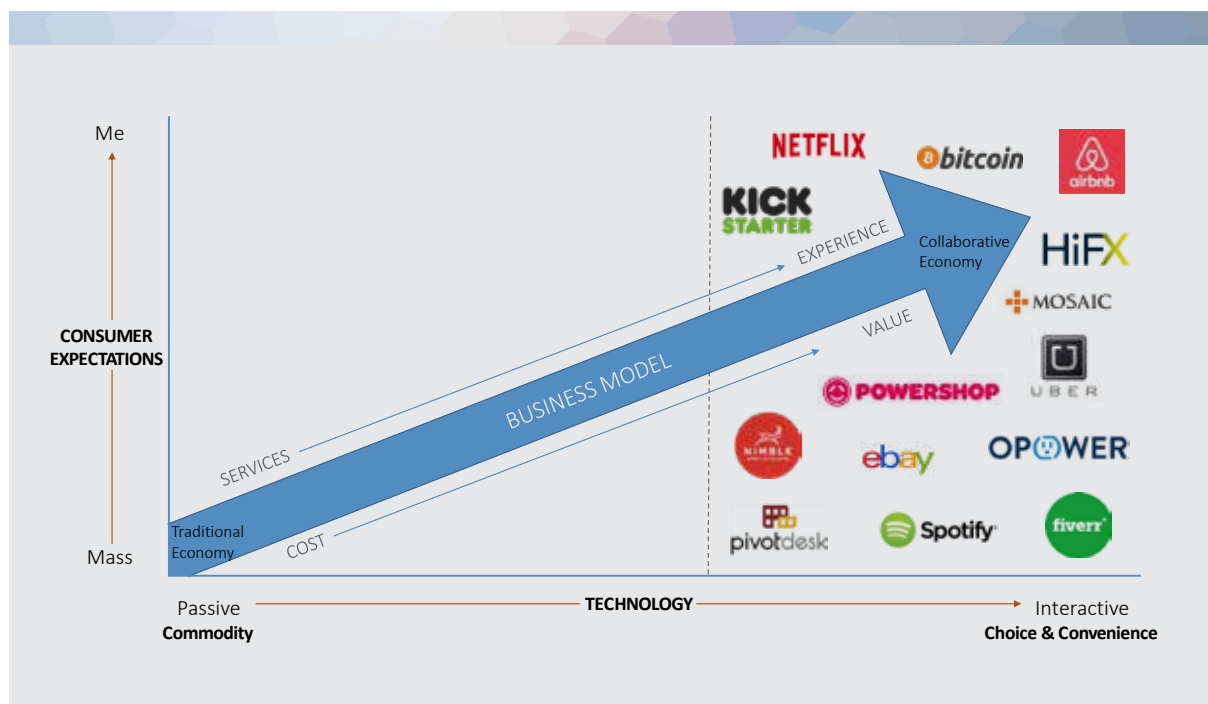 Me
CONSUMER
EXPECTATIONS
Mass
NETFLIX
bitcoin
airbnb
KICK
STARTER
EXPERIENCE
Collaborative
Economy
HiFX
MOSAIC
VALUE
UBER
BUSINESS MODEL
POWERSHOP
SERVICES
NIMBLE
ebay
OPOWER
Traditional
Economy
COST
pivotdesk
Spotify
fiverr
Passive
Commodity
TECHNOLOGY
Interactive
Choice & Convenience